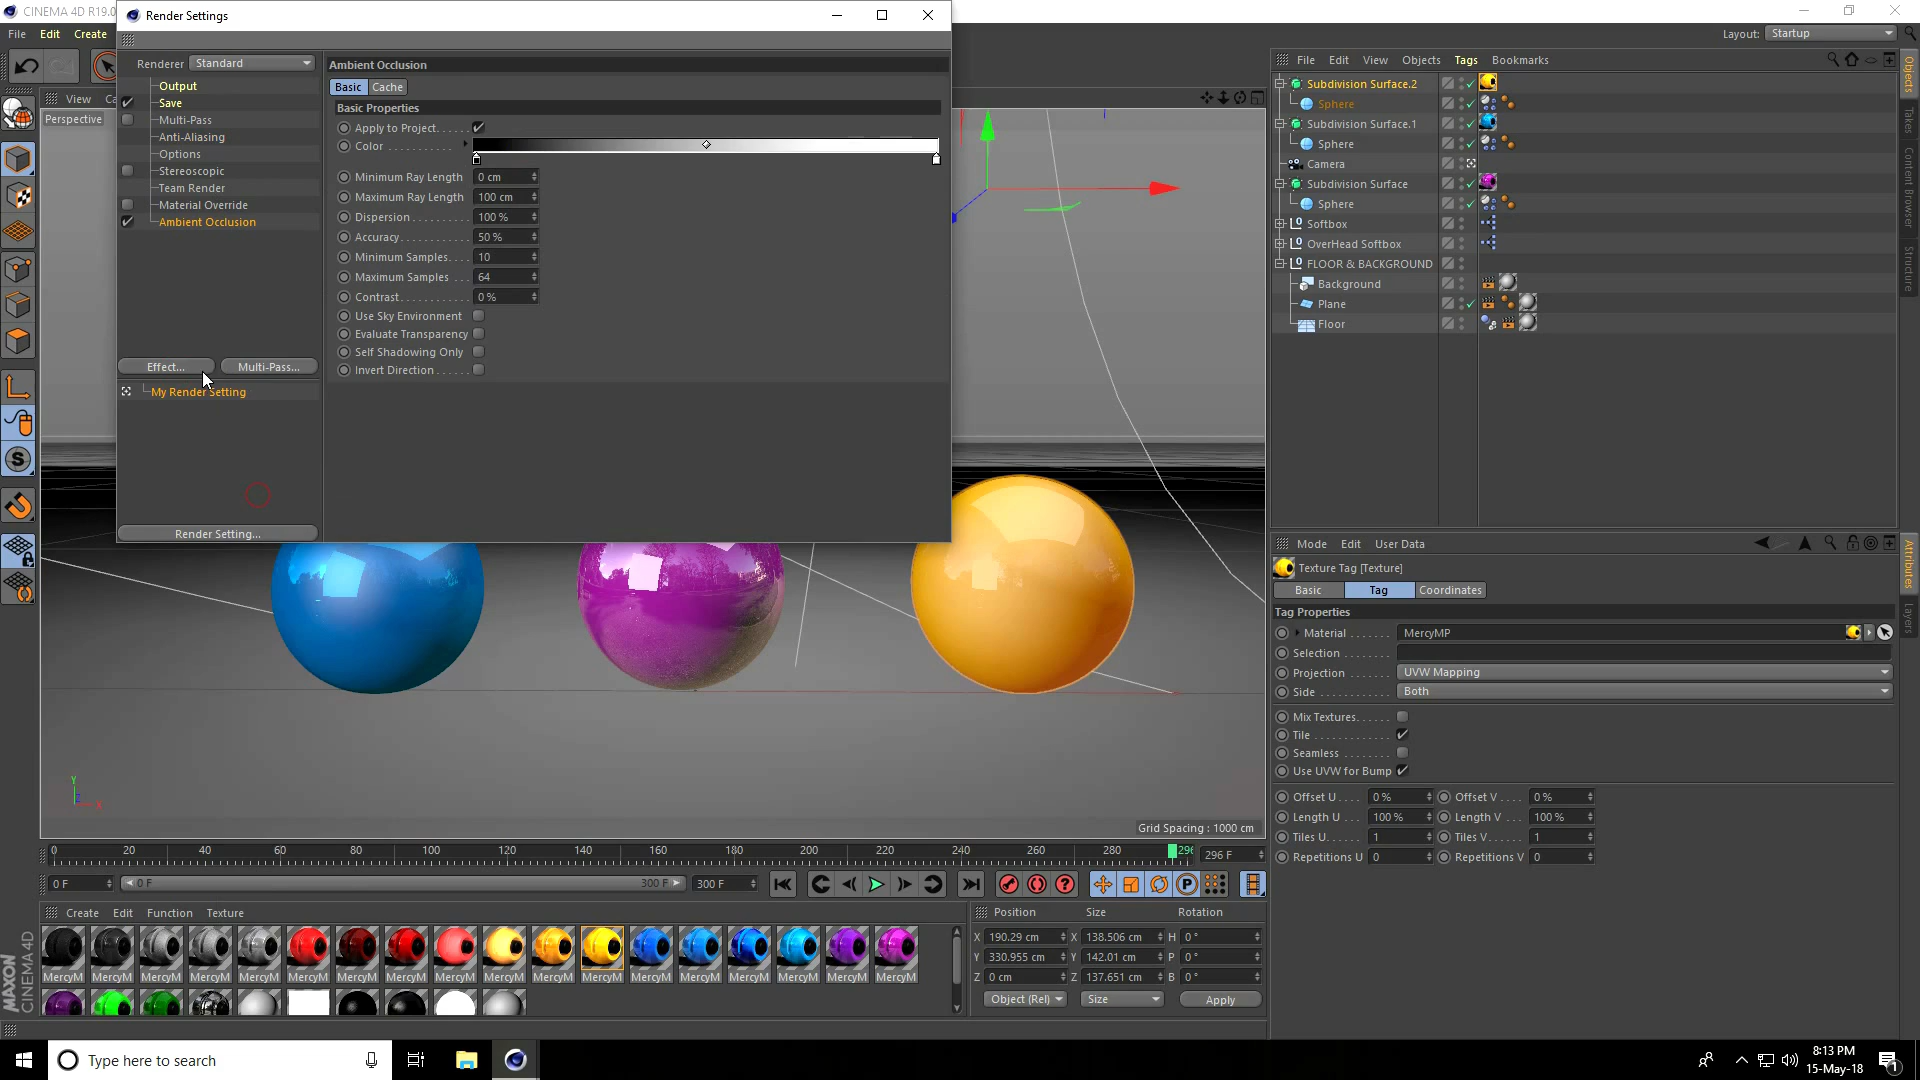 CINEMA 4D R19.0
Render Settings
File Edit Create
Layout: Startup
Renderer Standard
Output
Save
Multi-Pass
Anti-Aliasing
Options
Stereoscopic
Team Render
Material Override
Ambient Occlusion
Effect...
Multi-Pass...
My Render Setting
Render Setting...
Ambient Occlusion
Basic Cache
Basic Properties
Apply to Project
Color
Minimum Ray Length 0 cm
Maximum Ray Length 100 cm
Dispersion 100 %
Accuracy 50 %
Minimum Samples 10
Maximum Samples 64
Contrast 0 %
Use Sky Environment
Evaluate Transparency
Self Shadowing Only
Invert Direction
View
Perspective
Grid Spacing : 1000 cm
File Edit View Objects Tags Bookmarks
Subdivision Surface.2
Sphere
Subdivision Surface.1
Sphere
Camera
Subdivision Surface
Sphere
Softbox
OverHead Softbox
FLOOR & BACKGROUND
Background
Plane
Floor
Objects
Takes
Content Browser
Structure
Mode Edit User Data
Texture Tag [Texture]
Basic Tag Coordinates
Tag Properties
Material MercyMP
Selection
Projection UVW Mapping
Side Both
Mix Textures
Tile
Seamless
Use UVW for Bump
Offset U 0 % Offset V 0 %
Length U 100 % Length V 100 %
Tiles U 1 Tiles V 1
Repetitions U 0 Repetitions V 0
Attributes
Layers
0 20 40 60 80 100 120 140 160 180 200 220 240 260 280 296
296 F
0 F 0 F 300 F 300 F
Create Edit Function Texture
MercyM MercyM MercyM MercyM MercyM MercyM MercyM MercyM MercyM MercyM MercyM MercyM MercyM MercyM MercyM MercyM MercyM MercyM
Position Size Rotation
X 190.29 cm X 138.506 cm H 0 °
Y 330.955 cm Y 142.01 cm P 0 °
Z 0 cm Z 137.651 cm B 0 °
Object (Rel) Size Apply
MAXON CINEMA 4D
Type here to search
8:13 PM
15-May-18
1